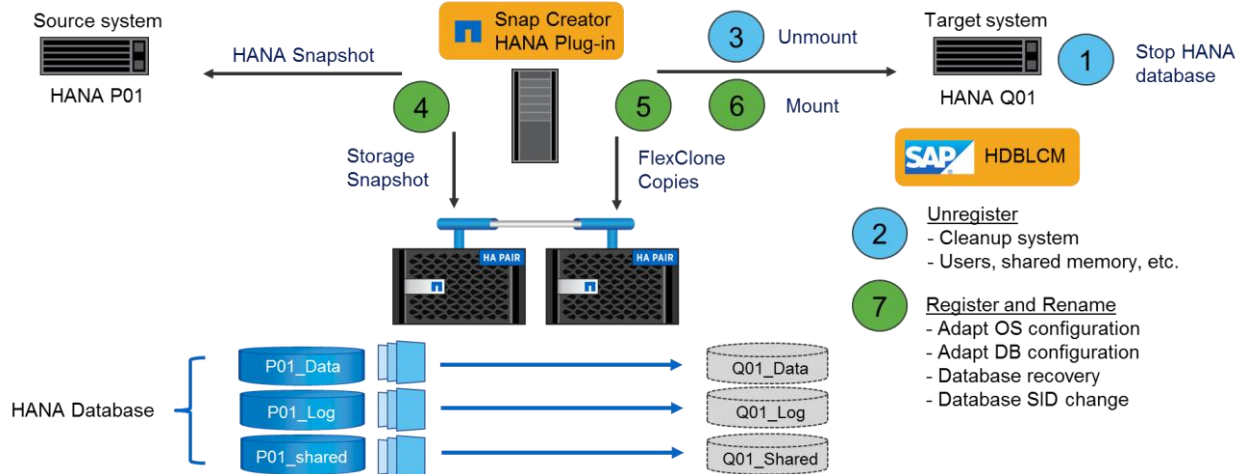 Source system
HANA P01
HANA Snapshot
Snap Creator
HANA Plug-in
3
Unmount
Target system
HANA Q01
1
Stop HANA
database
4
5
6
Mount
Storage
Snapshot
FlexClone
Copies
SAP
HDBLCM
HA PAIR
HA PAIR
2
Unregister
- Cleanup system
- Users, shared memory, etc.
7
Register and Rename
- Adapt OS configuration
- Adapt DB configuration
- Database recovery
- Database SID change
HANA Database
P01_Data
Q01_Data
P01_Log
Q01_Log
P01_shared
Q01_Shared